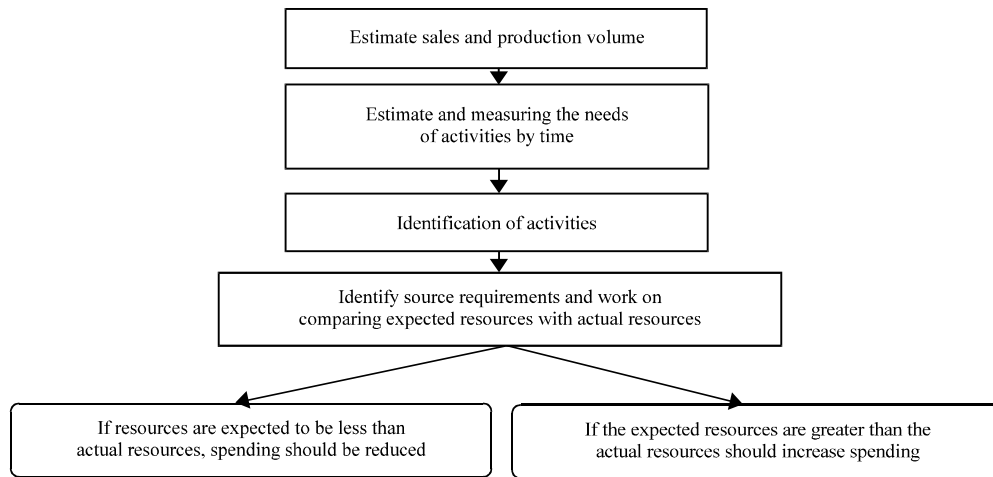 Estimate sales and production volume
Estimate and measuring the needs
of activities by time
Identification of activities
Identify source requirements and work on
comparing expected resources with actual resources
If resources are expected to be less than
actual resources, spending should be reduced
If the expected resources are greater than the
actual resources should increase spending